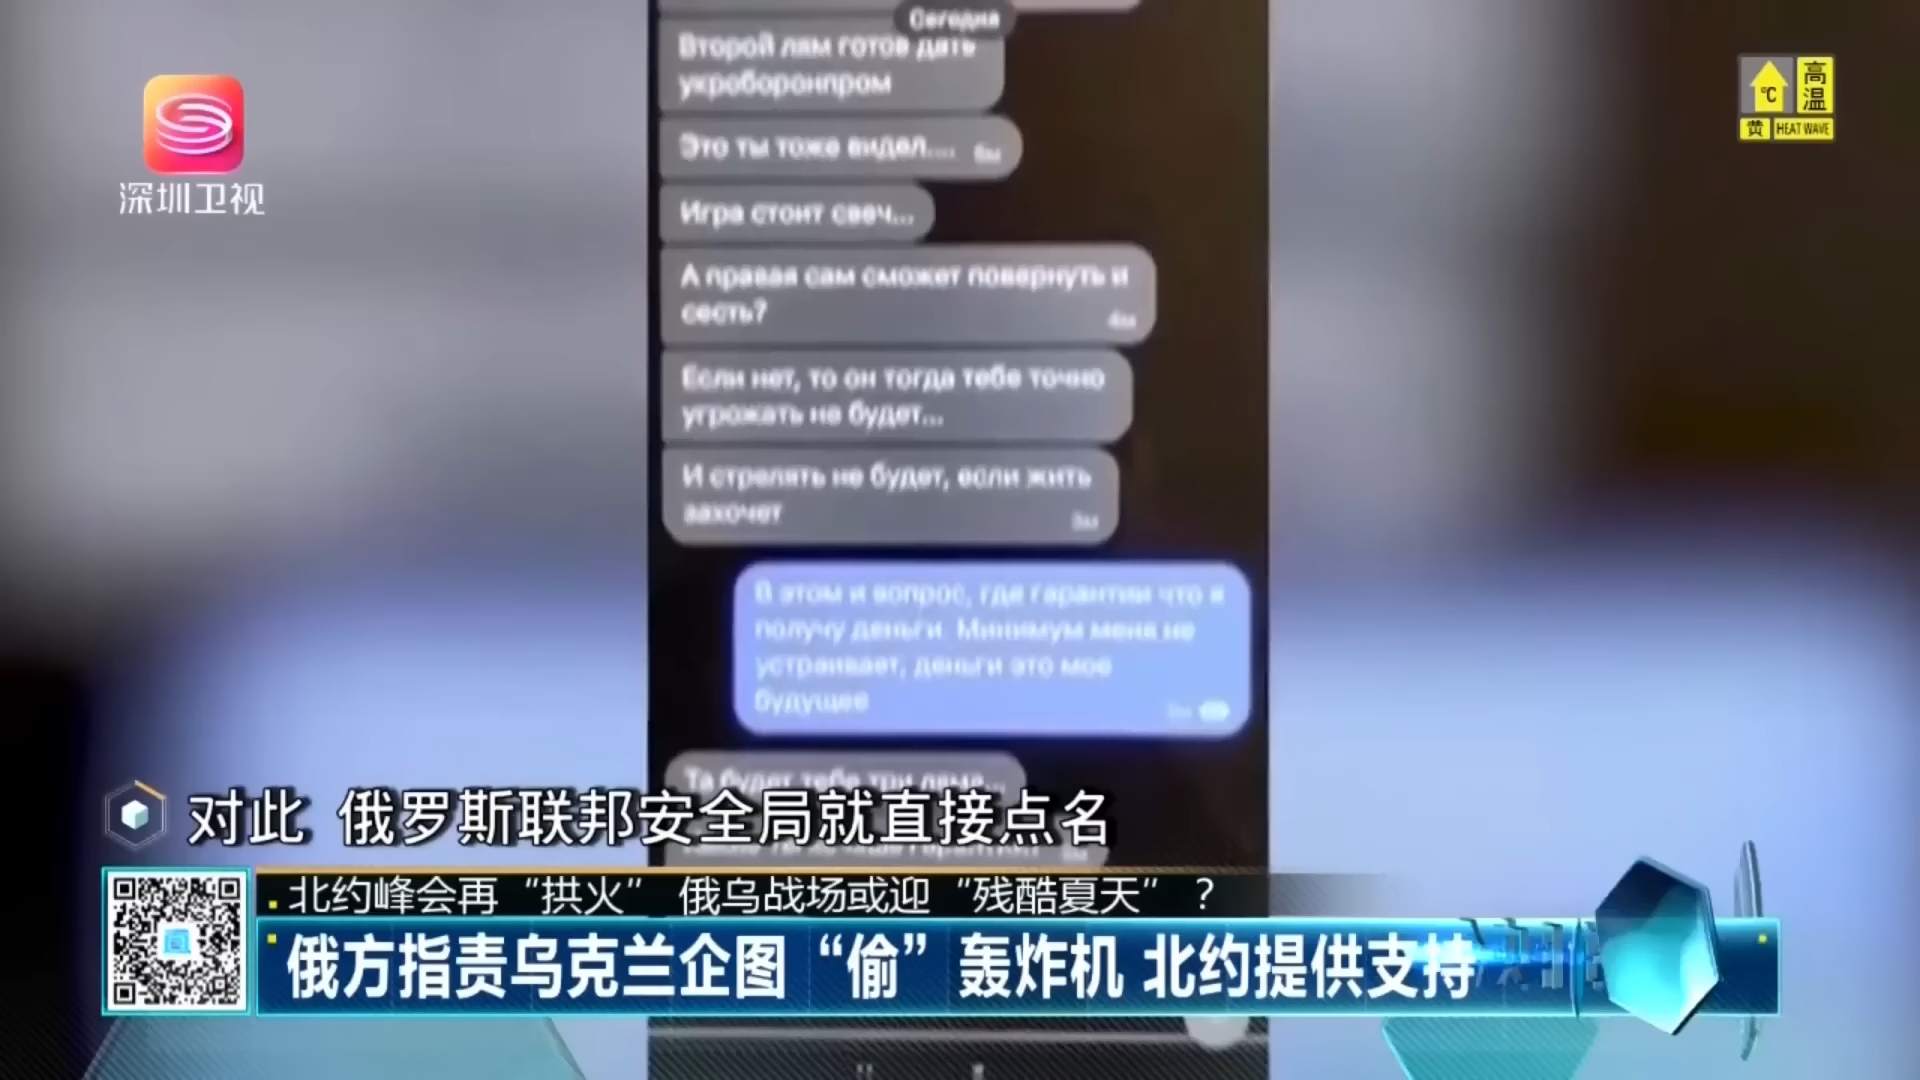 Сегодня
Второй лям готов дать
укроборонпром
Это ты тоже видел....
Игра стоит свеч...
А правая сам сможет повернуть и
сесть?
Если нет, то он тогда тебе точно
угрожать не будет...
И стрелять не будет, если жить
захочет
В этом и вопрос, где гарантии что я
получу деньги. Минимум меня не
устраивает, деньги это мое
будущее
Та будет тебе три ляма...
深圳卫视
高温
℃
黄 HEAT WAVE
对此 俄罗斯联邦安全局就直接点名
北约峰会再“拱火” 俄乌战场或迎“残酷夏天”？
俄方指责乌克兰企图“偷”轰炸机 北约提供支持